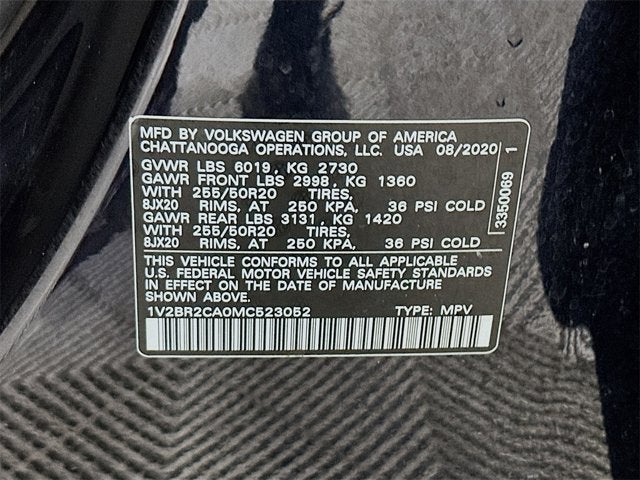 MFD BY VOLKSWAGEN GROUP OF AMERICA
CHATTANOOGA OPERATIONS, LLC. USA 08/2020
GVWR LBS 6019, KG 2730
GAWR FRONT LBS 2998, KG 1360
WITH 255/50R20 TIRES,
8JX20 RIMS, AT 250 KPA, 36 PSI COLD
GAWR REAR LBS 3131, KG 1420
WITH 255/50R20 TIRES,
8JX20 RIMS, AT 250 KPA, 36 PSI COLD
THIS VEHICLE CONFORMS TO ALL APPLICABLE
U.S. FEDERAL MOTOR VEHICLE SAFETY STANDARDS
IN EFFECT ON THE DATE OF MANUFACTURE
SHOWN ABOVE.
1V2BR2CA0MC523052 TYPE: MPV
3350069 1